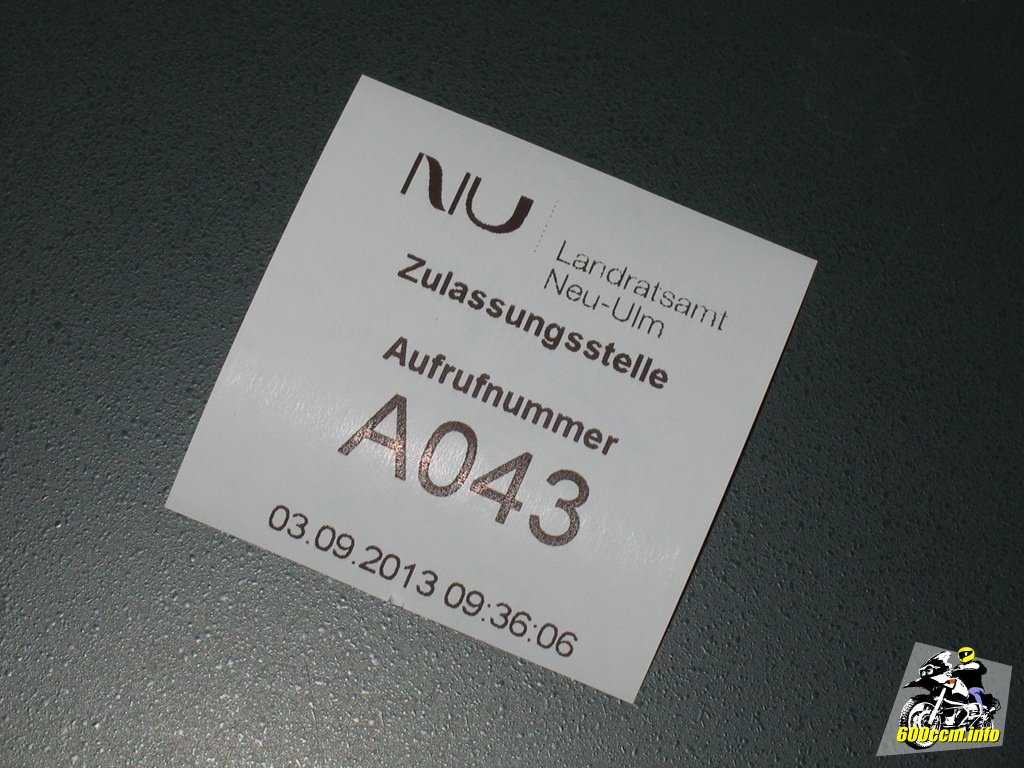 NU
Landratsamt
Neu-Ulm
Zulassungsstelle
Aufrufnummer
A043
03.09.2013 09:36:06
600ccm.info